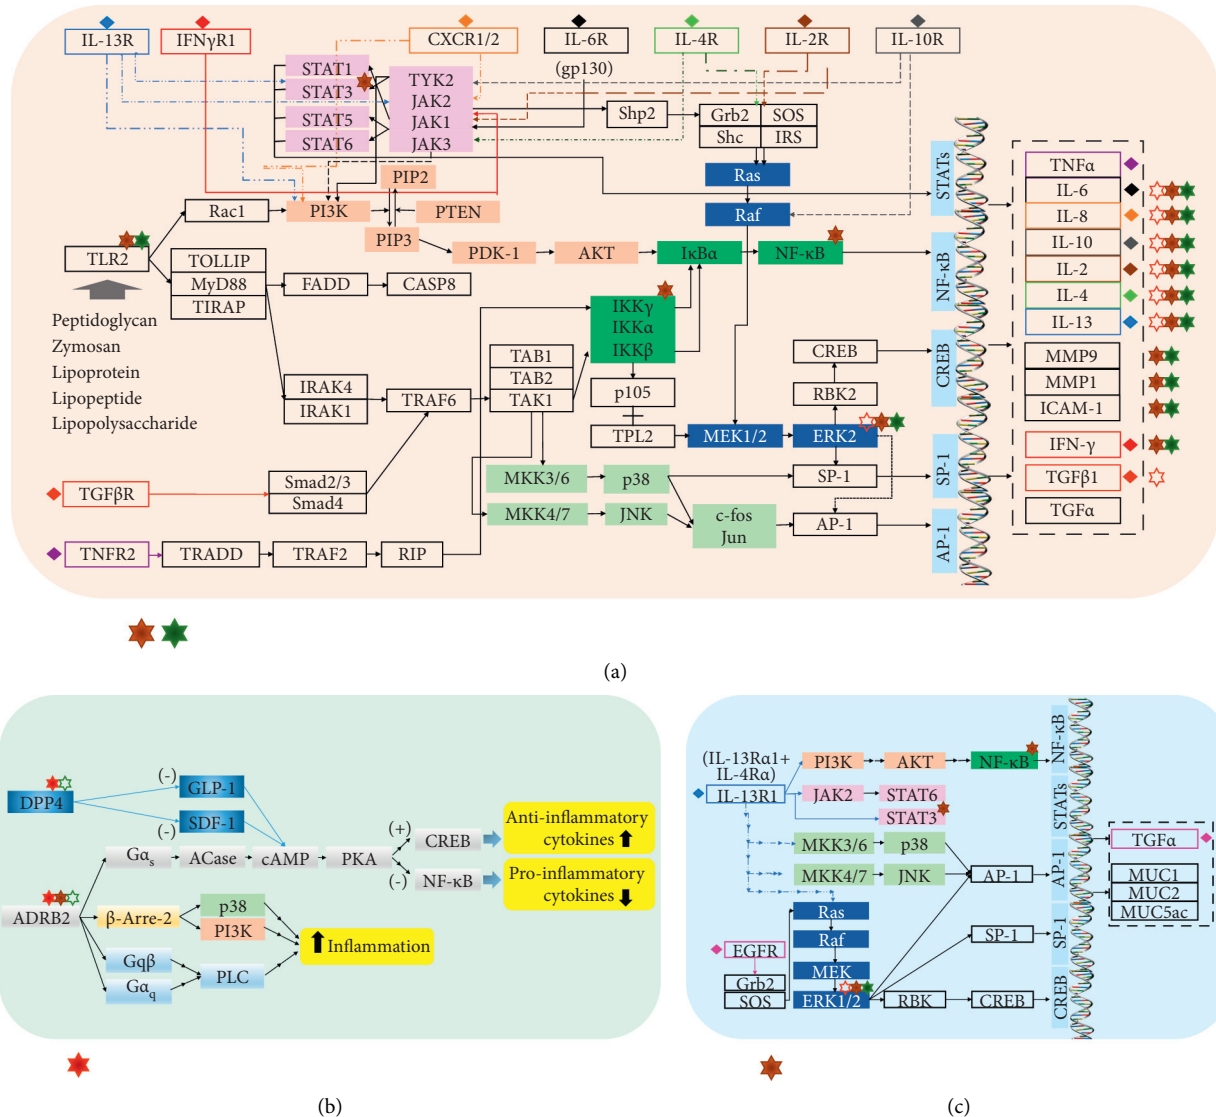 IL-13R
IFNγR1
CXCR1/2
IL-6R
IL-4R
IL-2R
IL-10R
(gp130)
STAT1
STAT3
STAT5
STAT6
TYK2
JAK2
JAK1
JAK3
Shp2
Grb2
SOS
Shc
IRS
Ras
Raf
PIP2
Rac1
PI3K
PTEN
PIP3
PDK-1
AKT
IκBα
NF-κB
TLR2
TOLLIP
MyD88
TIRAP
FADD
CASP8
Peptidoglycan
Zymosan
Lipoprotein
Lipopeptide
Lipopolysaccharide
IKKγ
IKKα
IKKβ
TAB1
TAB2
TAK1
IRAK4
IRAK1
TRAF6
p105
TPL2
MEK1/2
ERK2
CREB
RBK2
SP-1
AP-1
TGFβR
Smad2/3
Smad4
MKK3/6
p38
MKK4/7
JNK
c-fos
Jun
TNFR2
TRADD
TRAF2
RIP
STATs
NF-κB
CREB
SP-1
AP-1
TNFα
IL-6
IL-8
IL-10
IL-2
IL-4
IL-13
MMP9
MMP1
ICAM-1
IFN-γ
TGFβ1
TGFα
(a)
DPP4
(-)
GLP-1
SDF-1
(-)
Gαs
ACase
cAMP
PKA
(+)
CREB
(-)
NF-κB
Anti-inflammatory
cytokines
Pro-inflammatory
cytokines
ADRB2
β-Arre-2
p38
PI3K
Inflammation
Gqβ
Gαq
PLC
(b)
(IL-13Rα1+
IL-4Rα)
IL-13R1
PI3K
AKT
NF-κB
JAK2
STAT6
STAT3
MKK3/6
p38
MKK4/7
JNK
AP-1
Ras
Raf
MEK
ERK1/2
EGFR
Grb2
SOS
SP-1
RBK
CREB
NF-κB
STATs
AP-1
SP-1
CREB
TGFα
MUC1
MUC2
MUC5ac
(c)